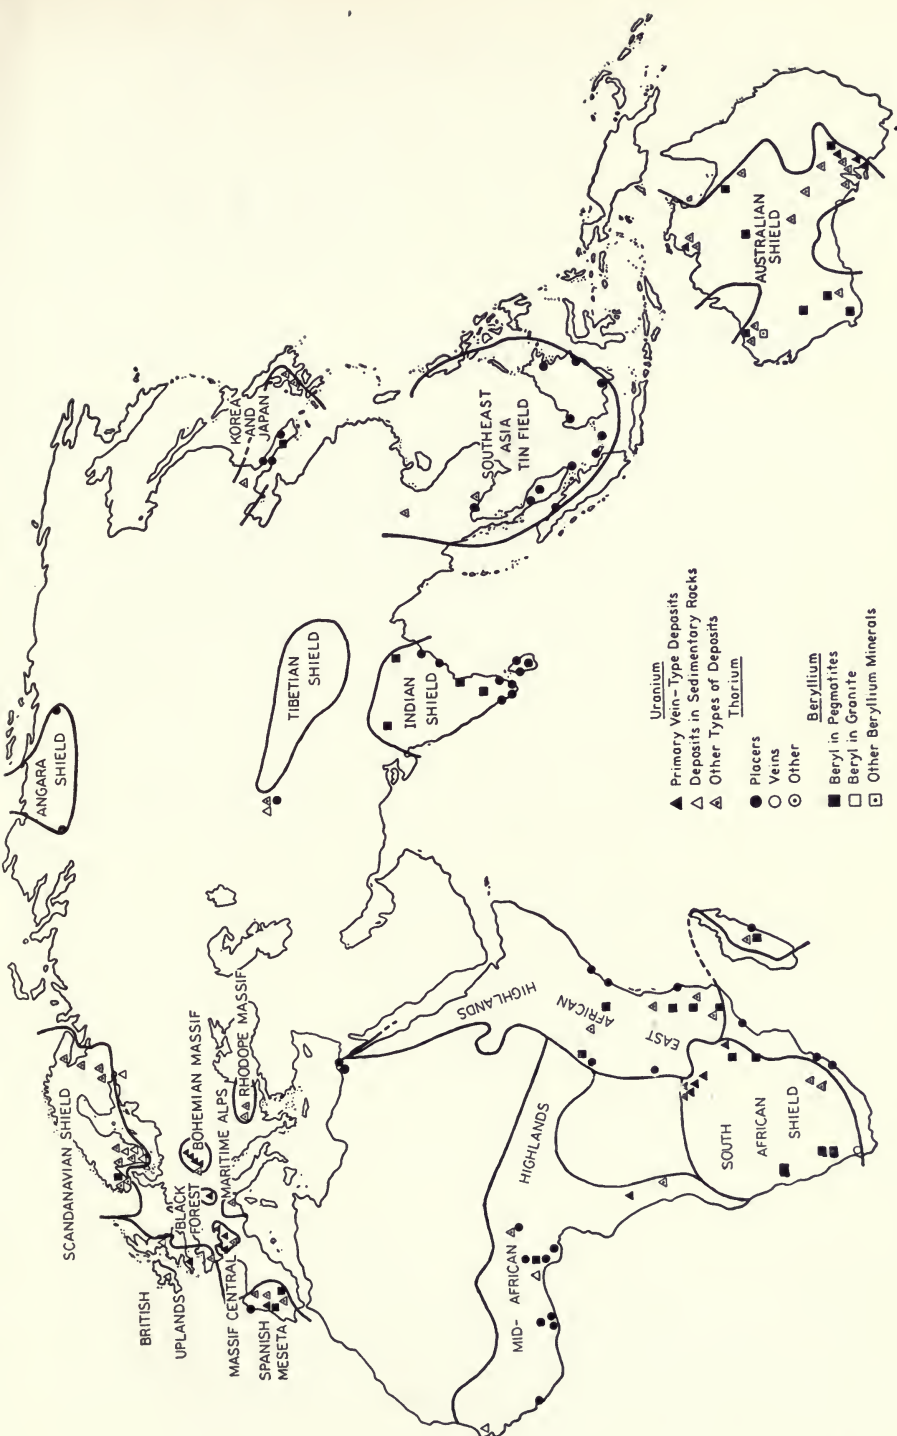 SCANDANAVIAN SHIELD
BRITISH
UPLANDS
BLACK
FOREST
BOHEMIAN MASSIF
MARITIME ALPS
RHODOPE MASSIF
MASSIF CENTRAL
SPANISH
MESETA
ANGARA
SHIELD
TIBETIAN
SHIELD
INDIAN
SHIELD
KOREA
AND
JAPAN
SOUTHEAST
ASIA
TIN FIELD
AUSTRALIAN
SHIELD
MID-AFRICAN HIGHLANDS
EAST AFRICAN HIGHLANDS
SOUTH
AFRICAN
SHIELD
Uranium
Primary Vein-Type Deposits
Deposits in Sedimentary Rocks
Other Types of Deposits
Thorium
Placers
Veins
Other
Beryllium
Beryl in Pegmatites
Beryl in Granite
Other Beryllium Minerals